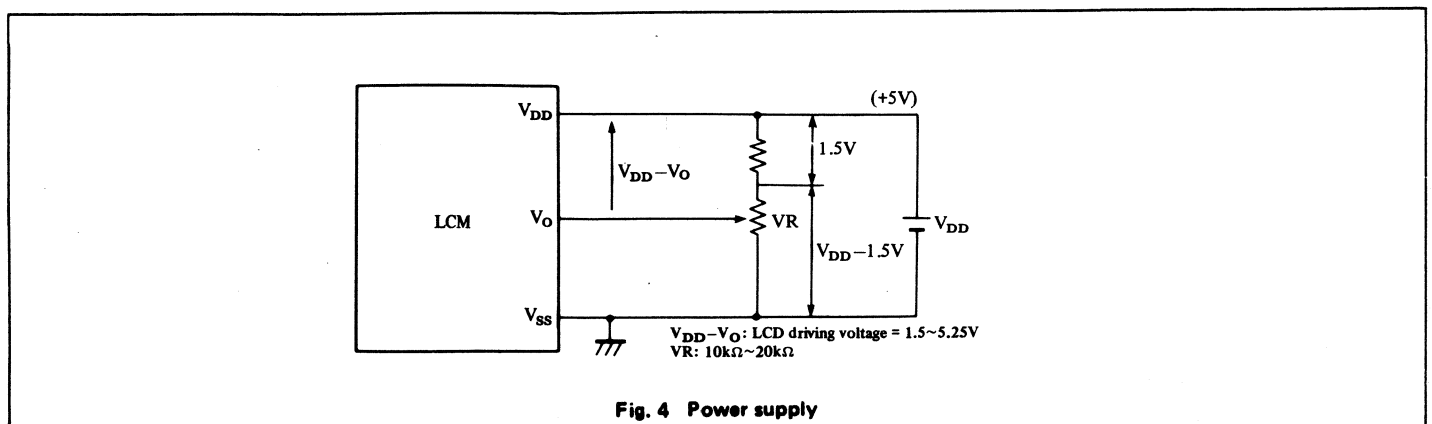 (+5V)
V_DD
1.5V
V_DD–V_O
LCM
V_O
VR
V_DD
V_DD–1.5V
V_SS
V_DD–V_O: LCD driving voltage = 1.5~5.25V
VR: 10kΩ~20kΩ
Fig. 4 Power supply